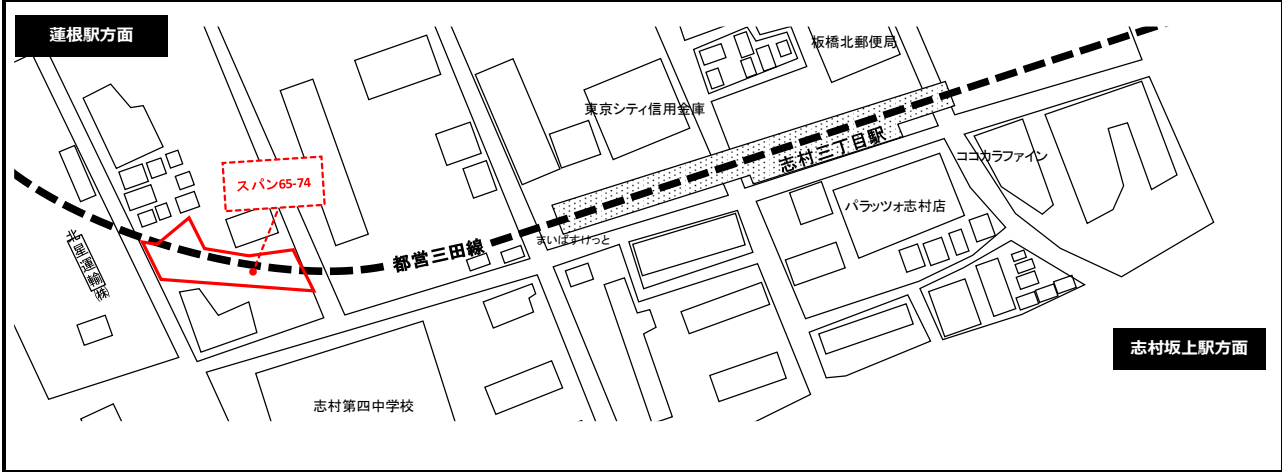 蓮根駅方面
板橋北郵便局
東京シティ信用金庫
志村三丁目駅
ココカラファイン
スパン65-74
パラッツォ志村店
北星運輸㈱
まいばすけっと
都営三田線
志村坂上駅方面
志村第四中学校